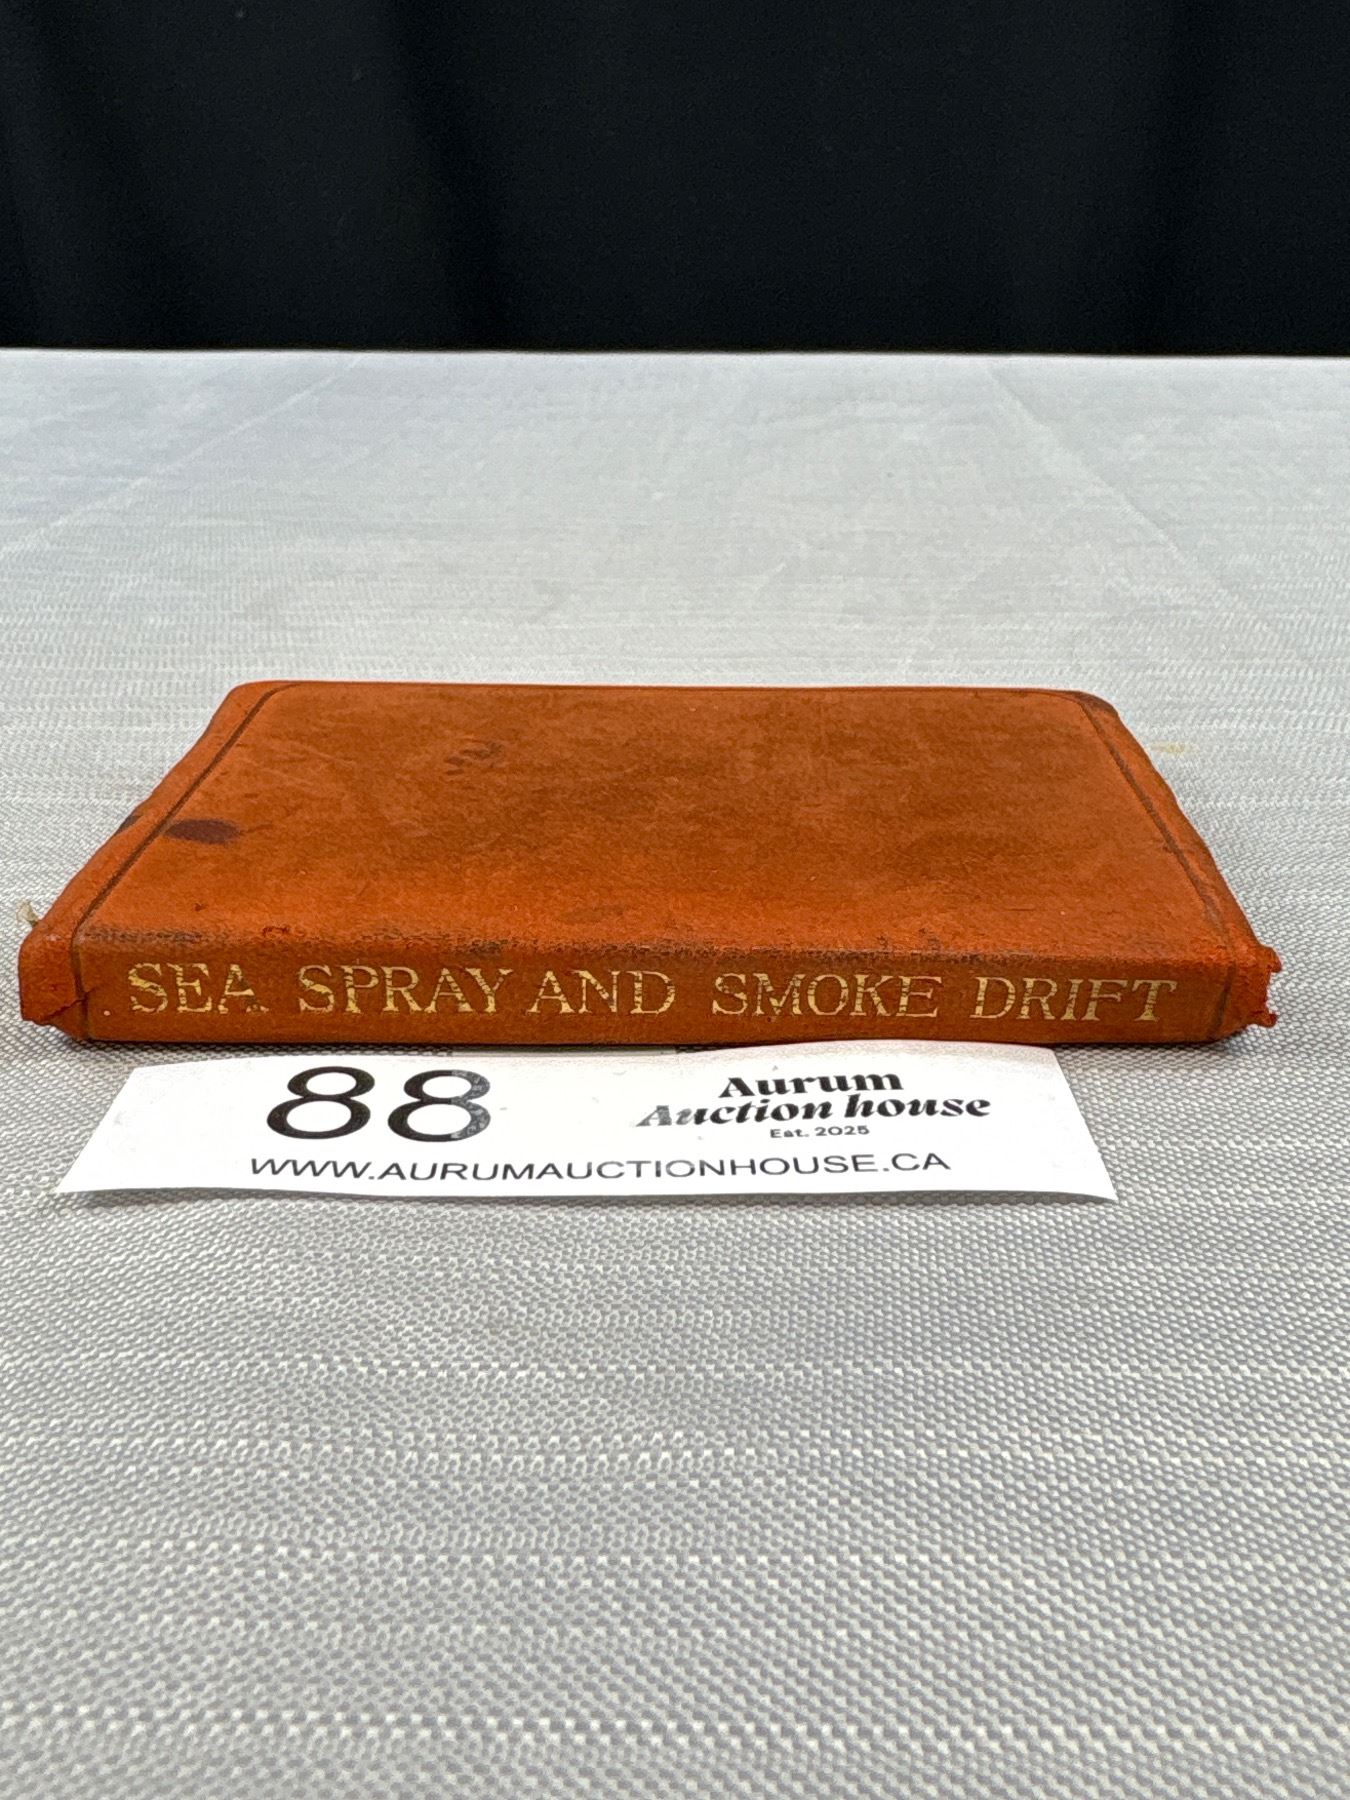 SEA SPRAY AND SMOKE DRIFT
88
Aurum
Auction house
Est. 2025
WWW.AURUMAUCTIONHOUSE.CA